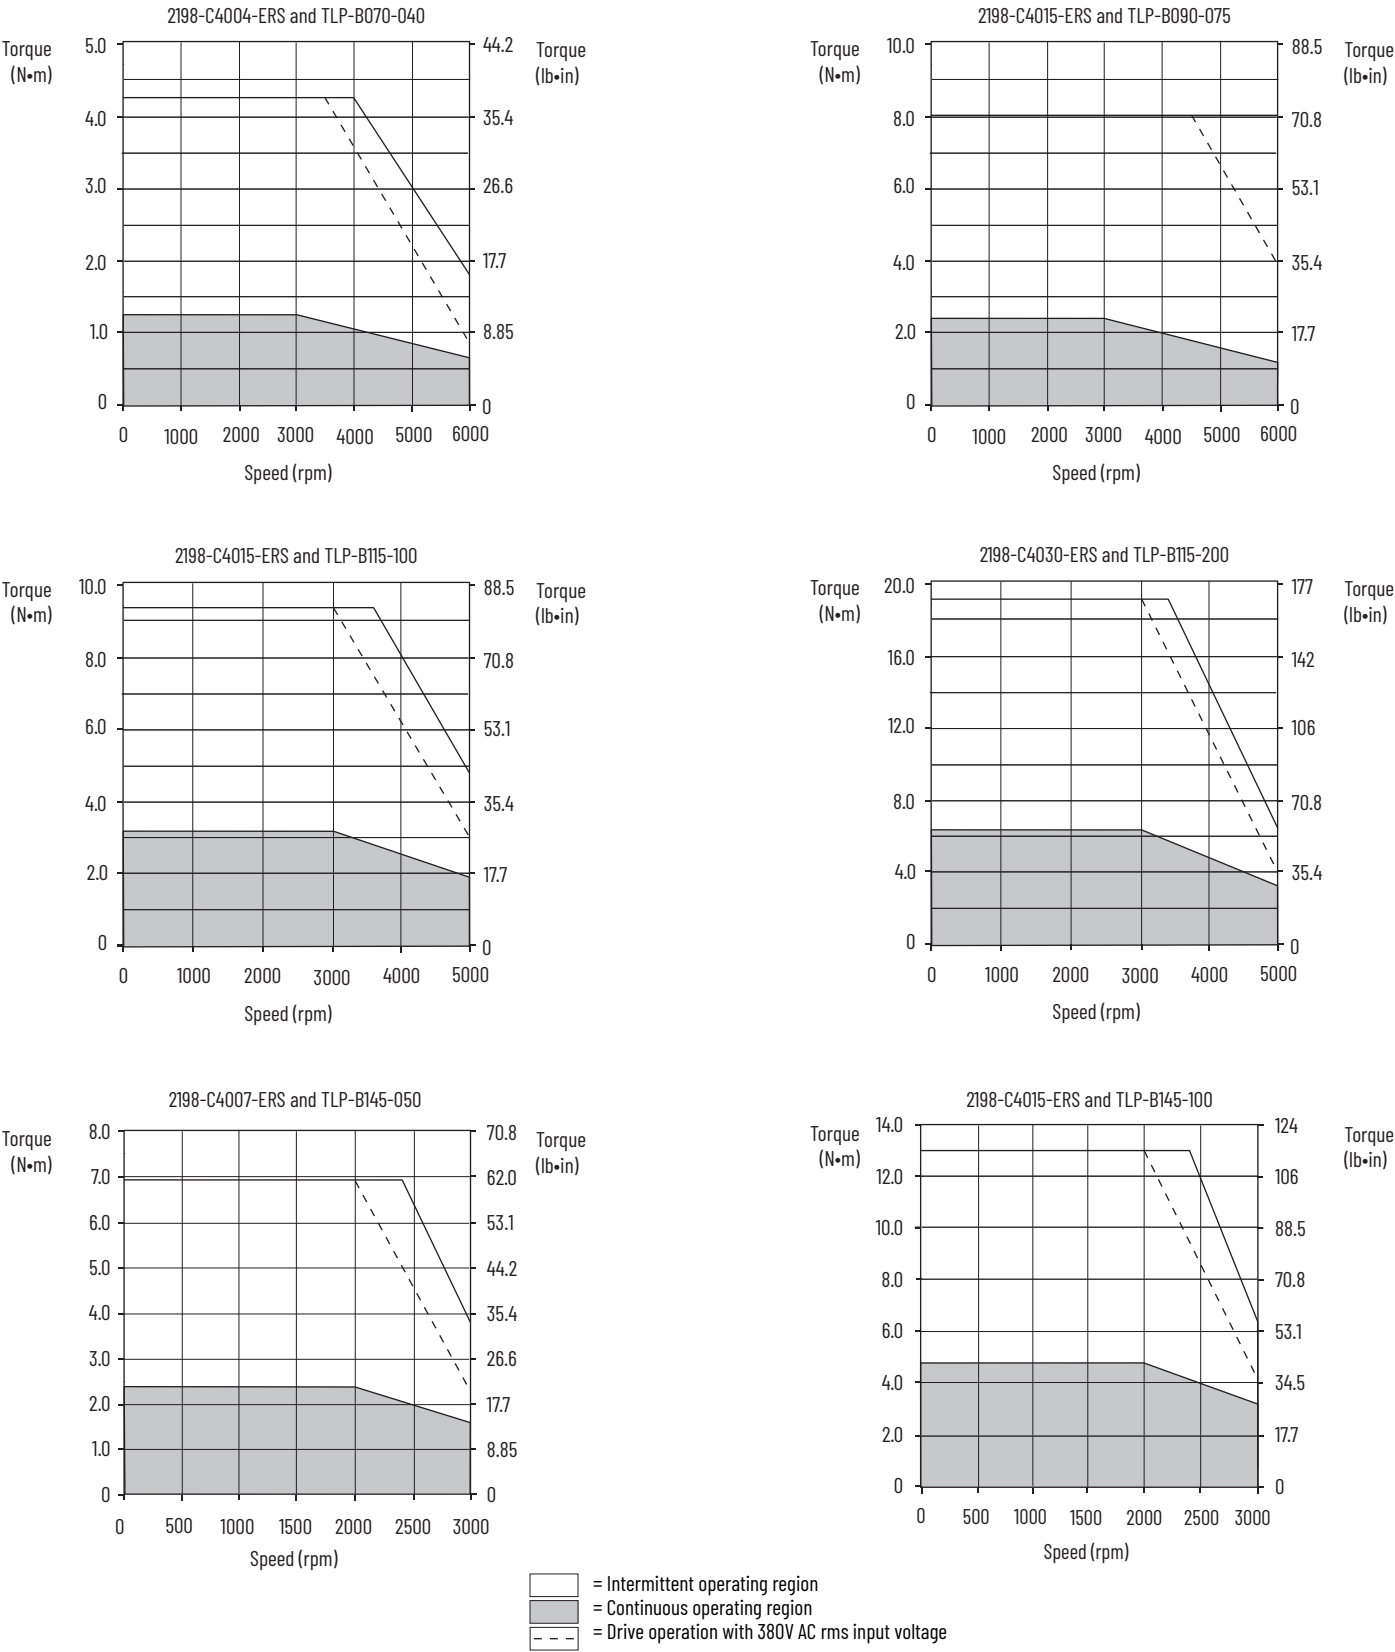 2198-C4004-ERS and TLP-B070-040
Torque
(N•m)
5.0
4.0
3.0
2.0
1.0
0
44.2
35.4
26.6
17.7
8.85
0
Torque
(lb•in)
0 1000 2000 3000 4000 5000 6000
Speed (rpm)
2198-C4015-ERS and TLP-B090-075
Torque
(N•m)
10.0
8.0
6.0
4.0
2.0
0
88.5
70.8
53.1
35.4
17.7
0
Torque
(lb•in)
0 1000 2000 3000 4000 5000 6000
Speed (rpm)
2198-C4015-ERS and TLP-B115-100
Torque
(N•m)
10.0
8.0
6.0
4.0
2.0
0
88.5
70.8
53.1
35.4
17.7
0
Torque
(lb•in)
0 1000 2000 3000 4000 5000
Speed (rpm)
2198-C4030-ERS and TLP-B115-200
Torque
(N•m)
20.0
16.0
12.0
8.0
4.0
0
177
142
106
70.8
35.4
0
Torque
(lb•in)
0 1000 2000 3000 4000 5000
Speed (rpm)
2198-C4007-ERS and TLP-B145-050
Torque
(N•m)
8.0
7.0
6.0
5.0
4.0
3.0
2.0
1.0
0
70.8
62.0
53.1
44.2
35.4
26.6
17.7
8.85
0
Torque
(lb•in)
0 500 1000 1500 2000 2500 3000
Speed (rpm)
2198-C4015-ERS and TLP-B145-100
Torque
(N•m)
14.0
12.0
10.0
8.0
6.0
4.0
2.0
0
124
106
88.5
70.8
53.1
34.5
17.7
0
Torque
(lb•in)
0 500 1000 1500 2000 2500 3000
Speed (rpm)
= Intermittent operating region
= Continuous operating region
= Drive operation with 380V AC rms input voltage